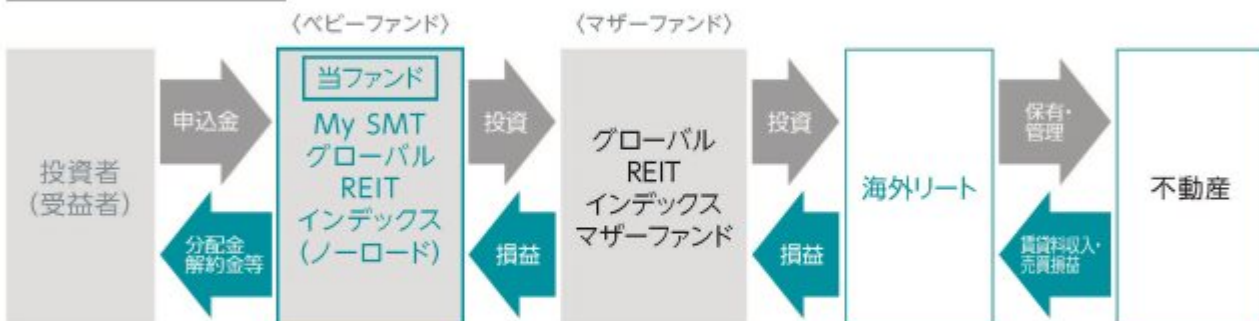 〈ベビーファンド〉
〈マザーファンド〉
投資者
(受益者)
申込金
分配金
解約金等
当ファンド
My SMT
グローバル
REIT
インデックス
(ノーロード)
投資
損益
グローバル
REIT
インデックス
マザーファンド
投資
損益
海外リート
保有・
管理
賃貸料収入・
売買損益
不動産